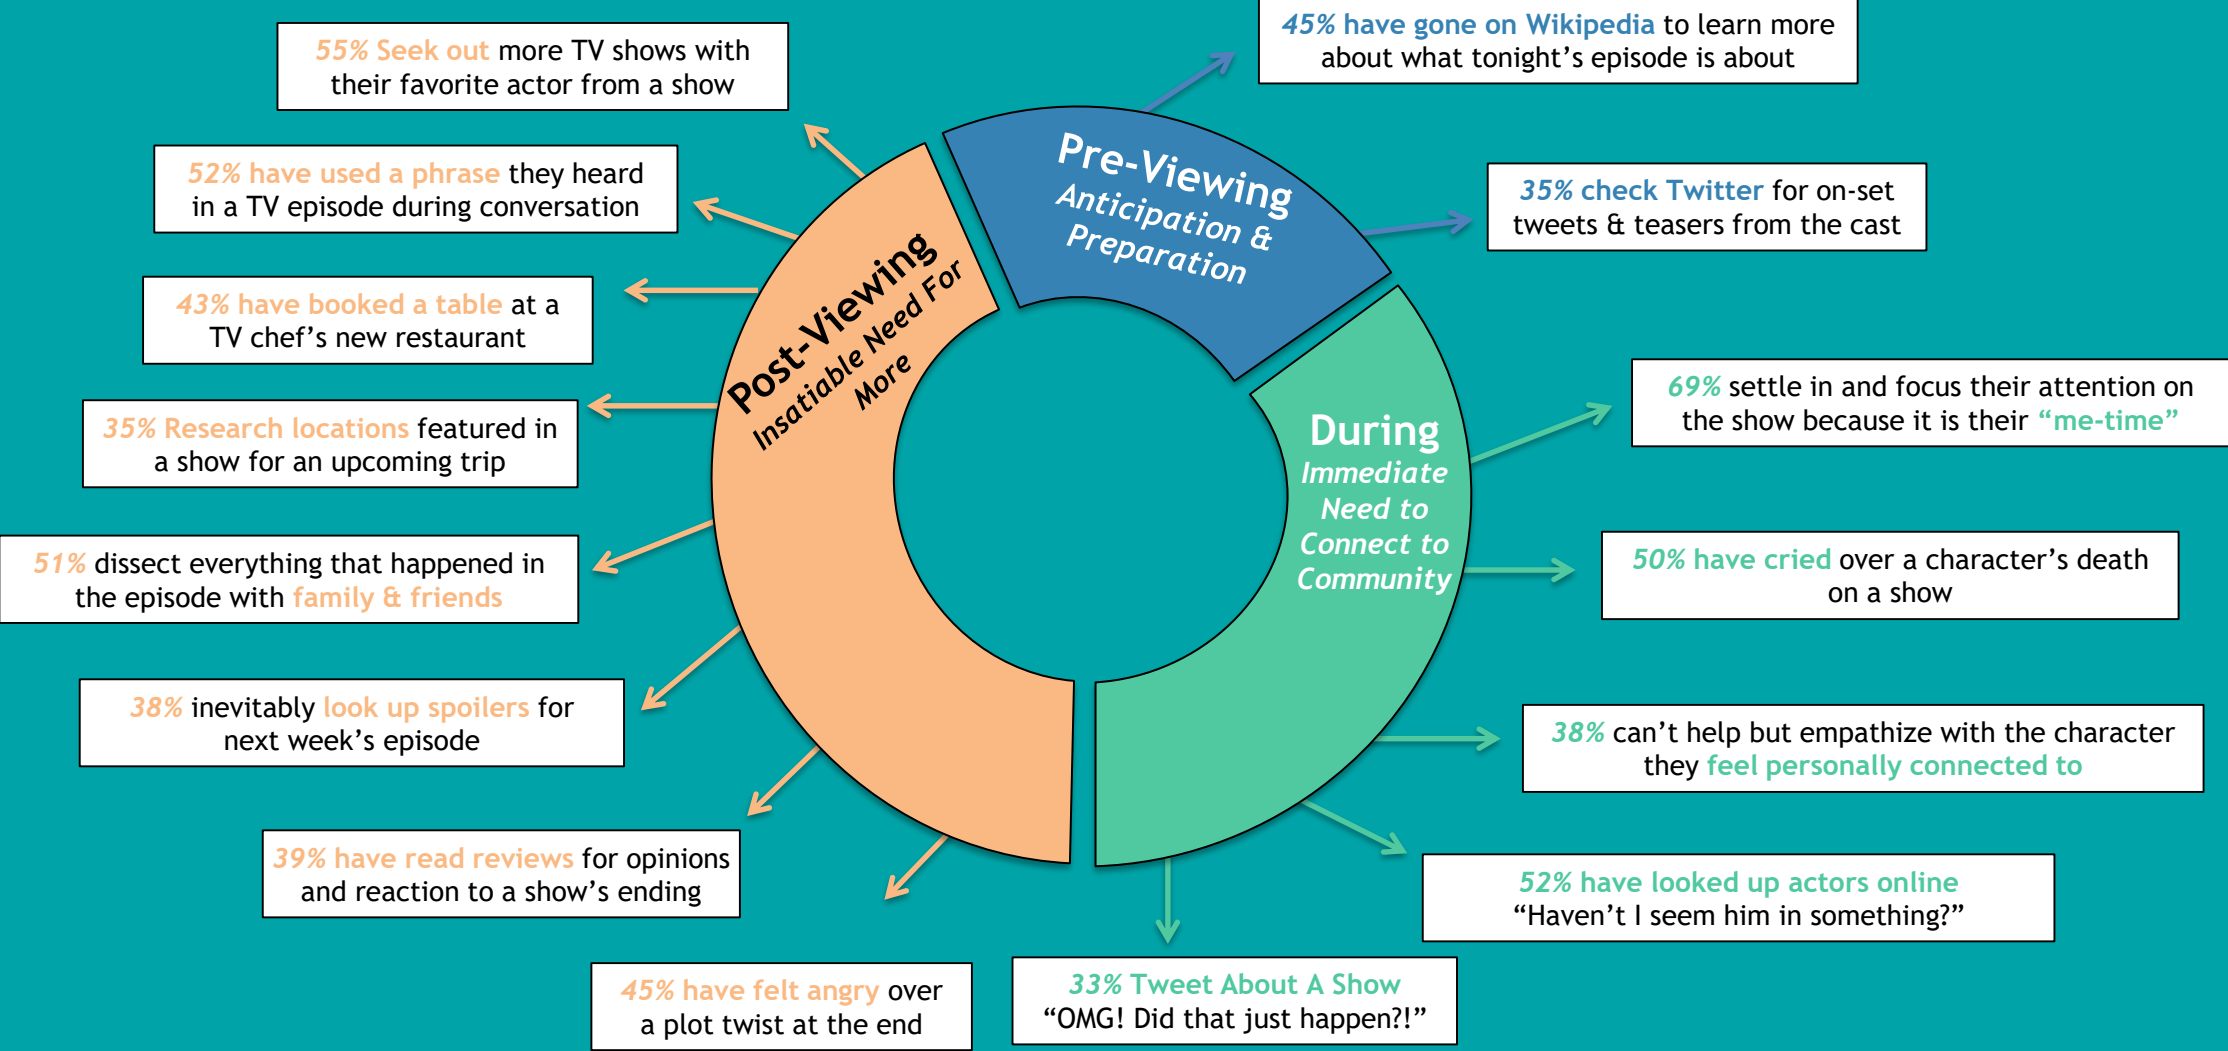 45% have gone on Wikipedia to learn more
about what tonight's episode is about
35% check Twitter for on-set
tweets & teasers from the cast
69% settle in and focus their attention on
the show because it is their “me-time”
50% have cried over a character's death
on a show
38% can't help but empathize with the character
they feel personally connected to
52% have looked up actors online
“Haven't I seem him in something?”
33% Tweet About A Show
“OMG! Did that just happen?!”
45% have felt angry over
a plot twist at the end
39% have read reviews for opinions
and reaction to a show's ending
38% inevitably look up spoilers for
next week's episode
51% dissect everything that happened in
the episode with family & friends
35% Research locations featured in
a show for an upcoming trip
43% have booked a table at a
TV chef's new restaurant
52% have used a phrase they heard
in a TV episode during conversation
55% Seek out more TV shows with
their favorite actor from a show
Pre-Viewing
Anticipation &
Preparation
During
Immediate
Need to
Connect to
Community
Post-Viewing
Insatiable Need For
More